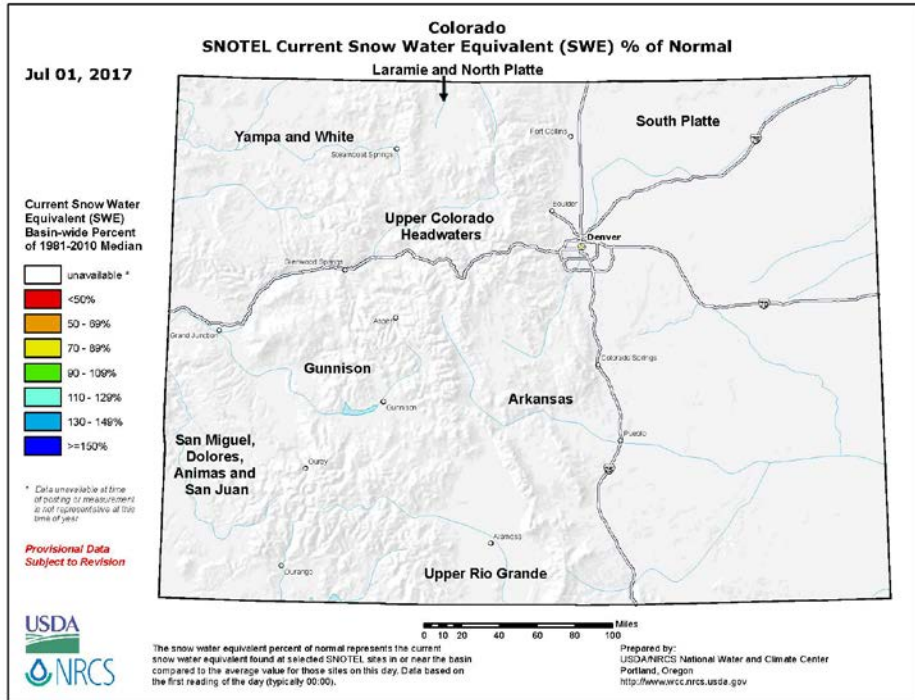 Colorado
SNOTEL Current Snow Water Equivalent (SWE) % of Normal
Jul 01, 2017
Laramie and North Platte
Yampa and White
South Platte
Fort Collins
Steamboat Springs
Boulder
Upper Colorado
Headwaters
Denver
Glenwood Springs
Aspen
Grand Junction
Colorado Springs
Gunnison
Gunnison
Arkansas
Pueblo
San Miguel,
Dolores,
Animas and
San Juan
Ouray
Alamosa
Durango
Upper Rio Grande
Current Snow Water
Equivalent (SWE)
Basin-wide Percent
of 1981-2010 Median
unavailable *
<50%
50 - 69%
70 - 89%
90 - 109%
110 - 129%
130 - 149%
>=150%
* Data unavailable at time
of posting or measurement
is not representative at this
time of year
Provisional Data
Subject to Revision
USDA
NRCS
Miles
0 10 20 40 60 80 100
The snow water equivalent percent of normal represents the current
snow water equivalent found at selected SNOTEL sites in or near the basin
compared to the average value for those sites on this day. Data based on
the first reading of the day (typically 00:00).
Prepared by:
USDA/NRCS National Water and Climate Center
Portland, Oregon
http://www.wcc.nrcs.usda.gov